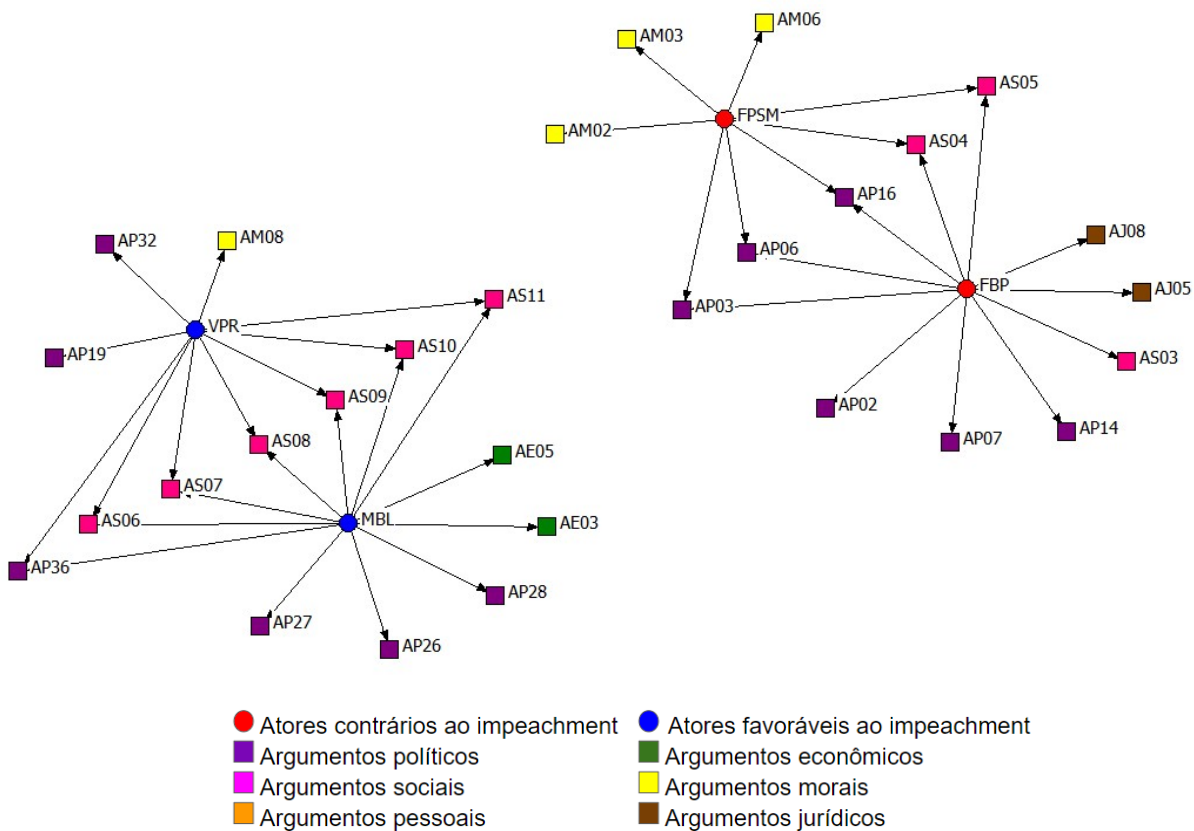 AM06
AM03
AS05
FPSM
AM02
AS04
AP16
AJ08
AP32
AM08
AP06
FBP
AJ05
AS11
AP03
VPR
AS10
AP19
AS03
AS09
AP02
AP14
AS08
AP07
AE05
AS07
AS06
MBL
AE03
AP36
AP28
AP27
AP26
Atores contrários ao impeachment
Atores favoráveis ao impeachment
Argumentos políticos
Argumentos econômicos
Argumentos sociais
Argumentos morais
Argumentos pessoais
Argumentos jurídicos